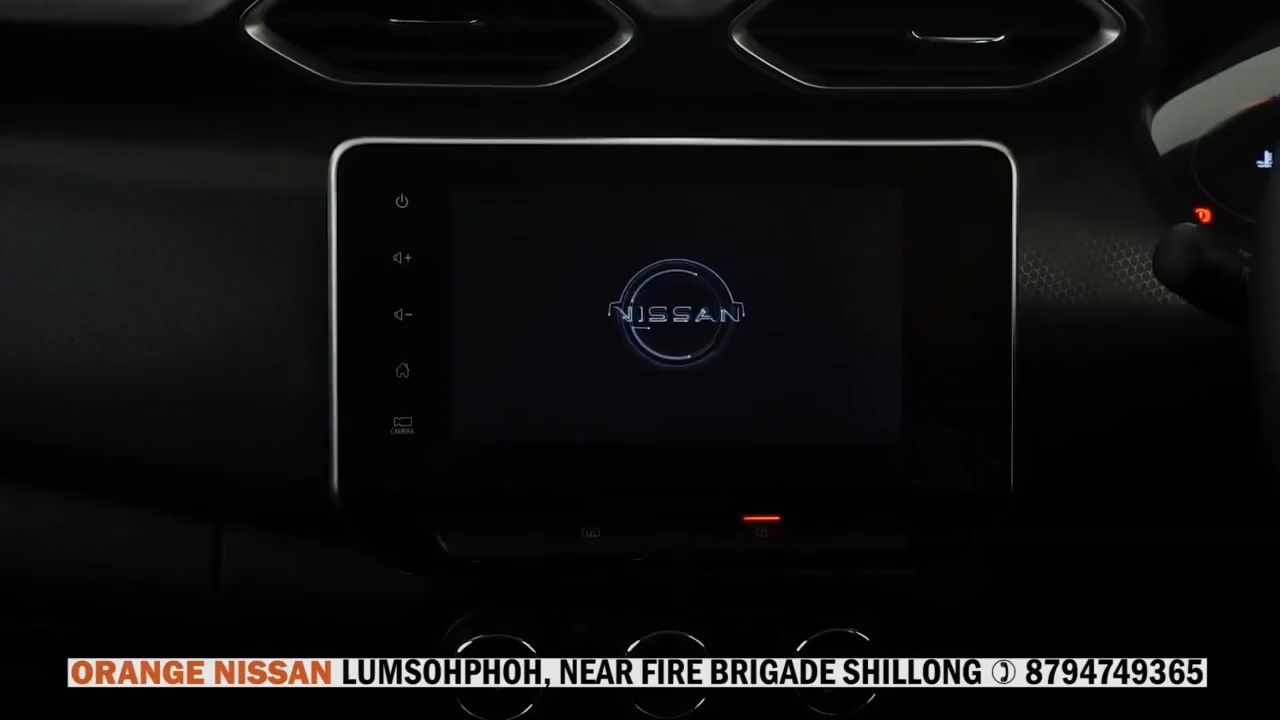 NISSAN
CAMERA
ORANGE NISSAN LUMSOHPHOH, NEAR FIRE BRIGADE SHILLONG ✆ 8794749365